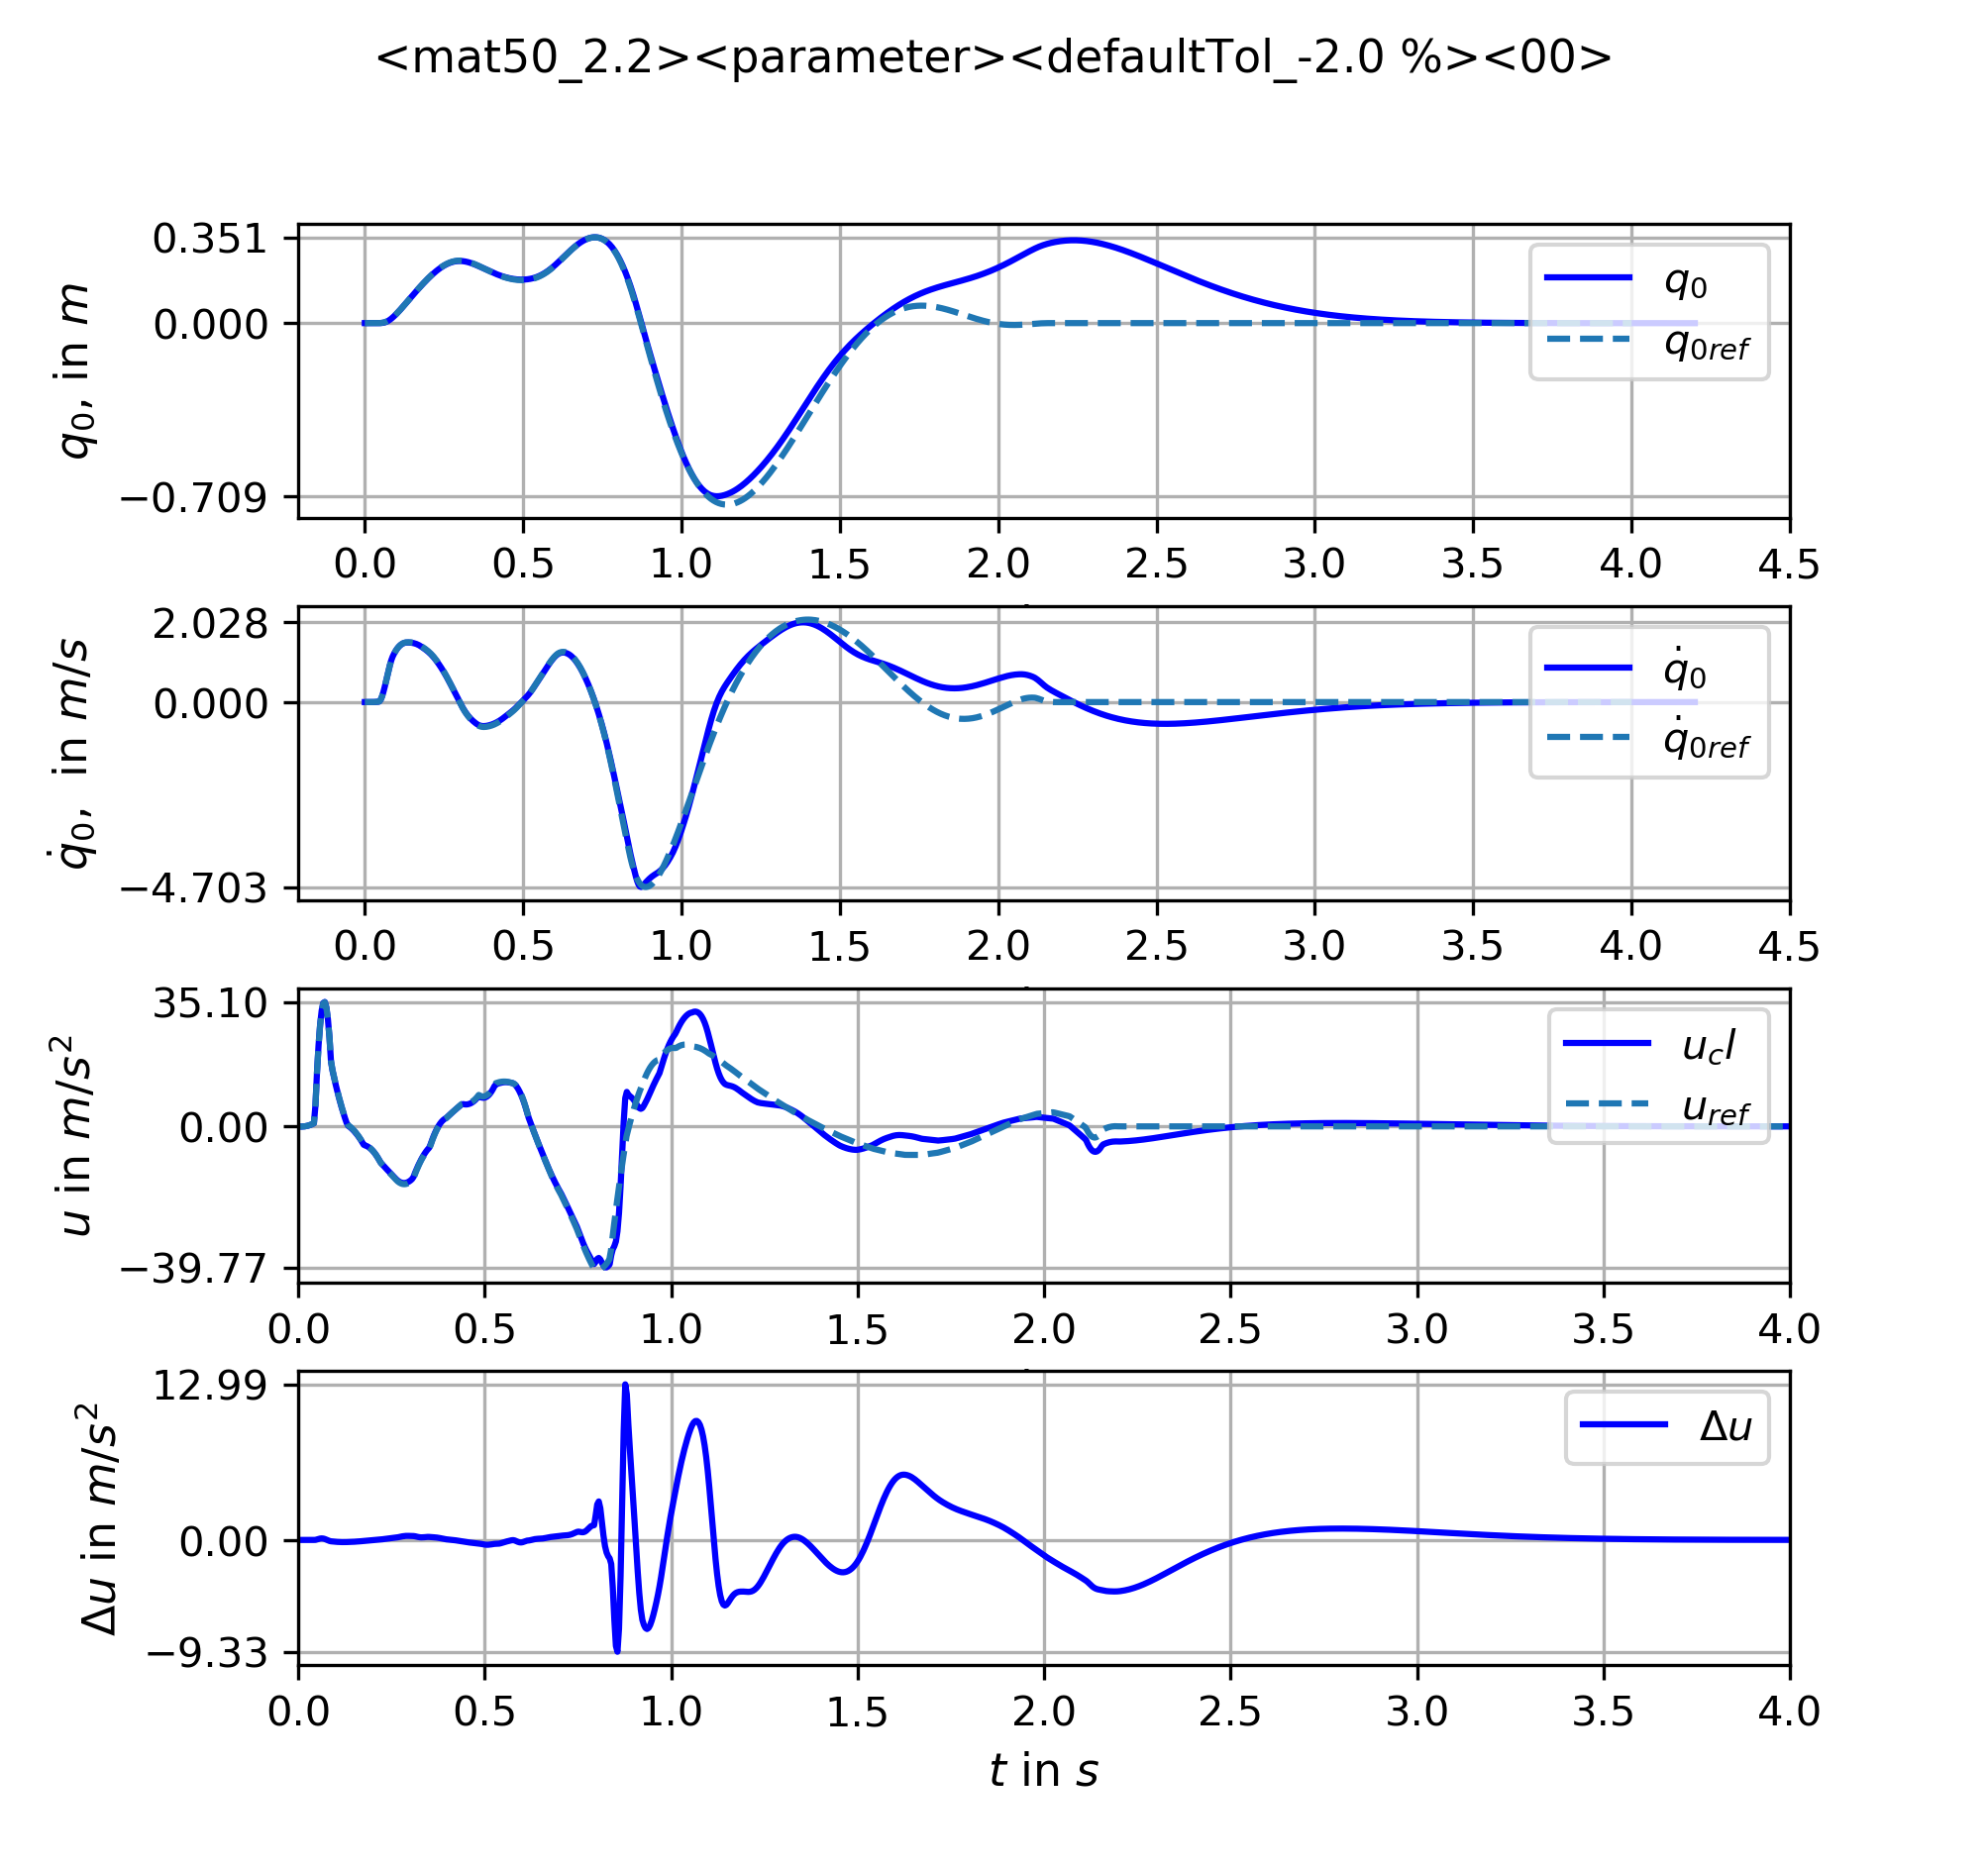 <mat50_2.2><parameter><defaultTol_-2.0 %><00>
0.351
0.000
−0.709
q₀, in m
q₀
q₀ref
0.0 0.5 1.0 1.5 2.0 2.5 3.0 3.5 4.0 4.5
2.028
0.000
−4.703
q̇₀, in m/s
q̇₀
q̇₀ref
0.0 0.5 1.0 1.5 2.0 2.5 3.0 3.5 4.0 4.5
35.10
0.00
−39.77
u in m/s²
u_cl
u_ref
0.0 0.5 1.0 1.5 2.0 2.5 3.0 3.5 4.0
12.99
0.00
−9.33
Δu in m/s²
Δu
0.0 0.5 1.0 1.5 2.0 2.5 3.0 3.5 4.0
t in s